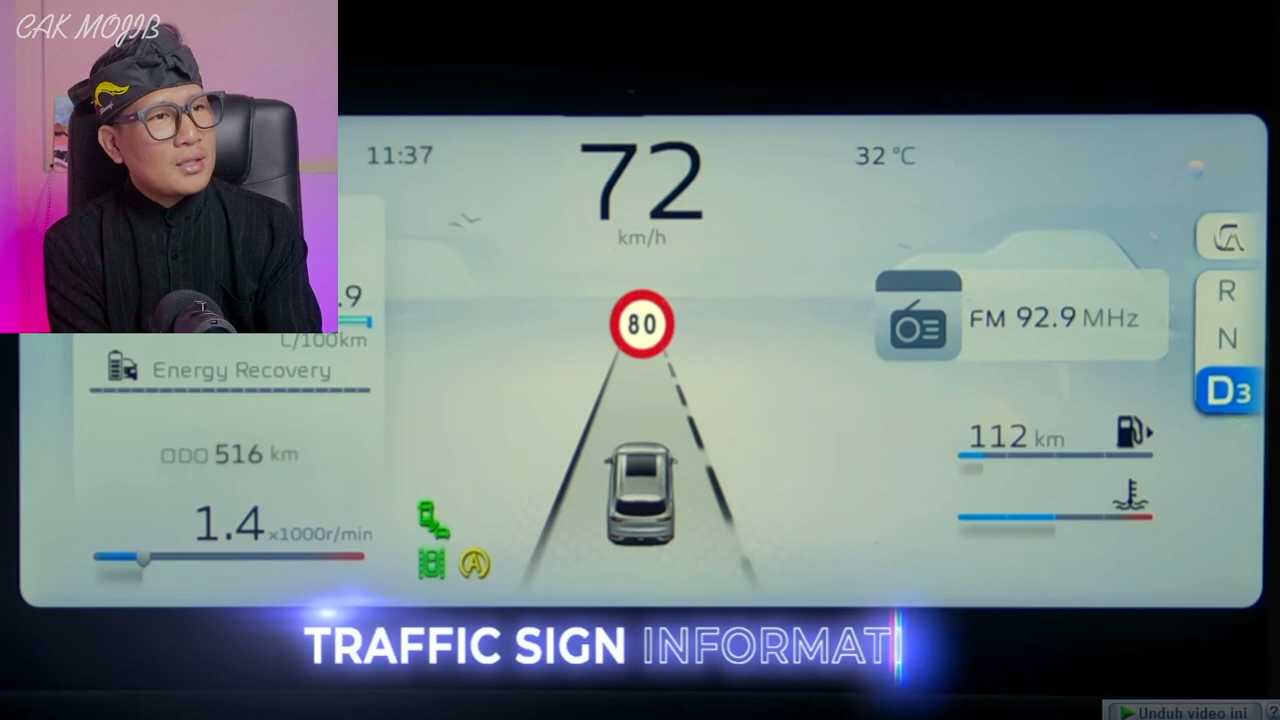 CAK MOJIB
11:37
72
km/h
32 °C
80
.9
L/100km
Energy Recovery
ODO 516 km
1.4 x1000r/min
A
FM 92.9 MHz
R
N
D3
112 km
TRAFFIC SIGN INFORMATI
Unduh video ini ?